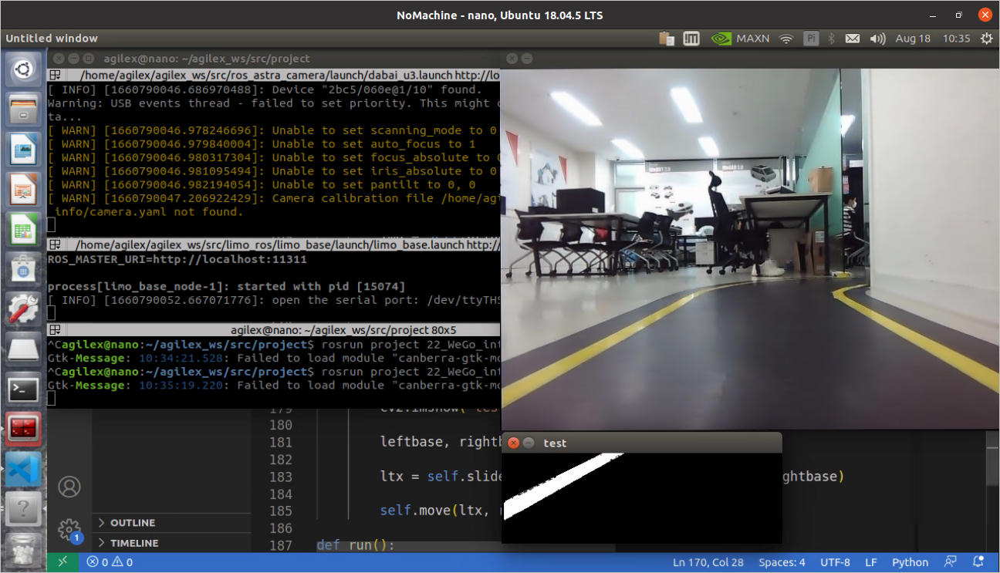 NoMachine - nano, Ubuntu 18.04.5 LTS
Untitled window
MAXN
Pi
Aug 18
10:35
agilex@nano: ~/agilex_ws/src/project
/home/agilex/agilex_ws/src/ros_astra_camera/launch/dabai_u3.launch http://lo
[ INFO] [1660790046.686970488]: Device "2bc5/060e@1/10" found.
Warning: USB events thread - failed to set priority. This might
ta...
[ WARN] [1660790046.978246696]: Unable to set scanning_mode to 0
[ WARN] [1660790046.979840004]: Unable to set auto_focus to 1
[ WARN] [1660790046.980317304]: Unable to set focus_absolute to 0
[ WARN] [1660790046.981095494]: Unable to set iris_absolute to 0
[ WARN] [1660790046.982194054]: Unable to set pantilt to 0, 0
[ WARN] [1660790047.206922429]: Camera calibration file /home/agi
_info/camera.yaml not found.
/home/agilex/agilex_ws/src/limo_ros/limo_base/launch/limo_base.launch http://
ROS_MASTER_URI=http://localhost:11311
process[limo_base_node-1]: started with pid [15074]
[ INFO] [1660790052.667071776]: open the serial port: /dev/ttyTHS
agilex@nano: ~/agilex_ws/src/project 80x5
^Cagilex@nano:~/agilex_ws/src/project$ rosrun project 22_WeGo_inf
Gtk-Message: 10:34:21.528: Failed to load module "canberra-gtk-mo
^Cagilex@nano:~/agilex_ws/src/project$ rosrun project 22_WeGo_inf
Gtk-Message: 10:35:19.220: Failed to load module "canberra-gtk-mo
179 cv2.imshow("tes
180
181 leftbase, rightb
182
183 ltx = self.slide ghtbase)
184
185 self.move(ltx,
186
187 def run():
test
OUTLINE
TIMELINE
1
0 0
Ln 170, Col 28
Spaces: 4
UTF-8
LF
Python